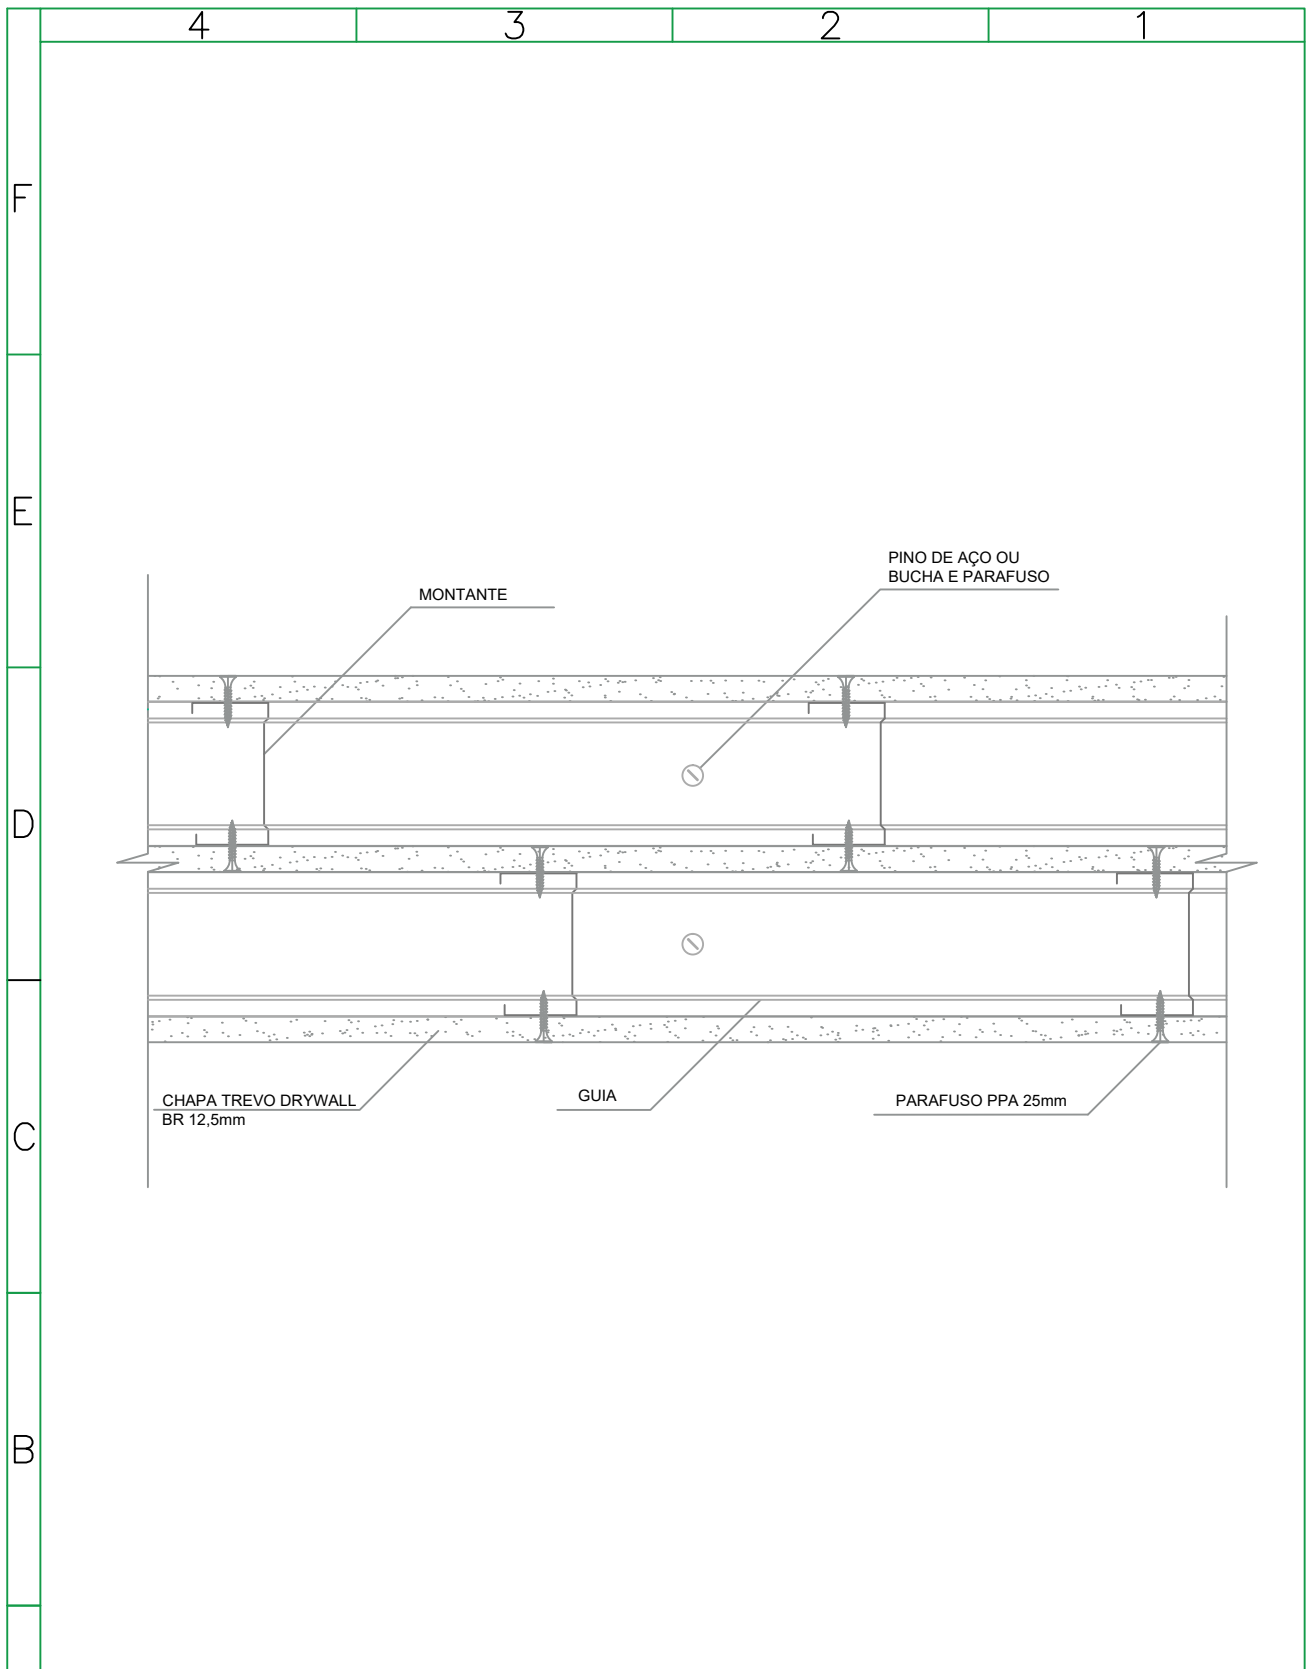 4 3 2 1
F
E
PINO DE AÇO OU
BUCHA E PARAFUSO
MONTANTE
D
CHAPA TREVO DRYWALL
BR 12,5mm
GUIA
PARAFUSO PPA 25mm
C
B